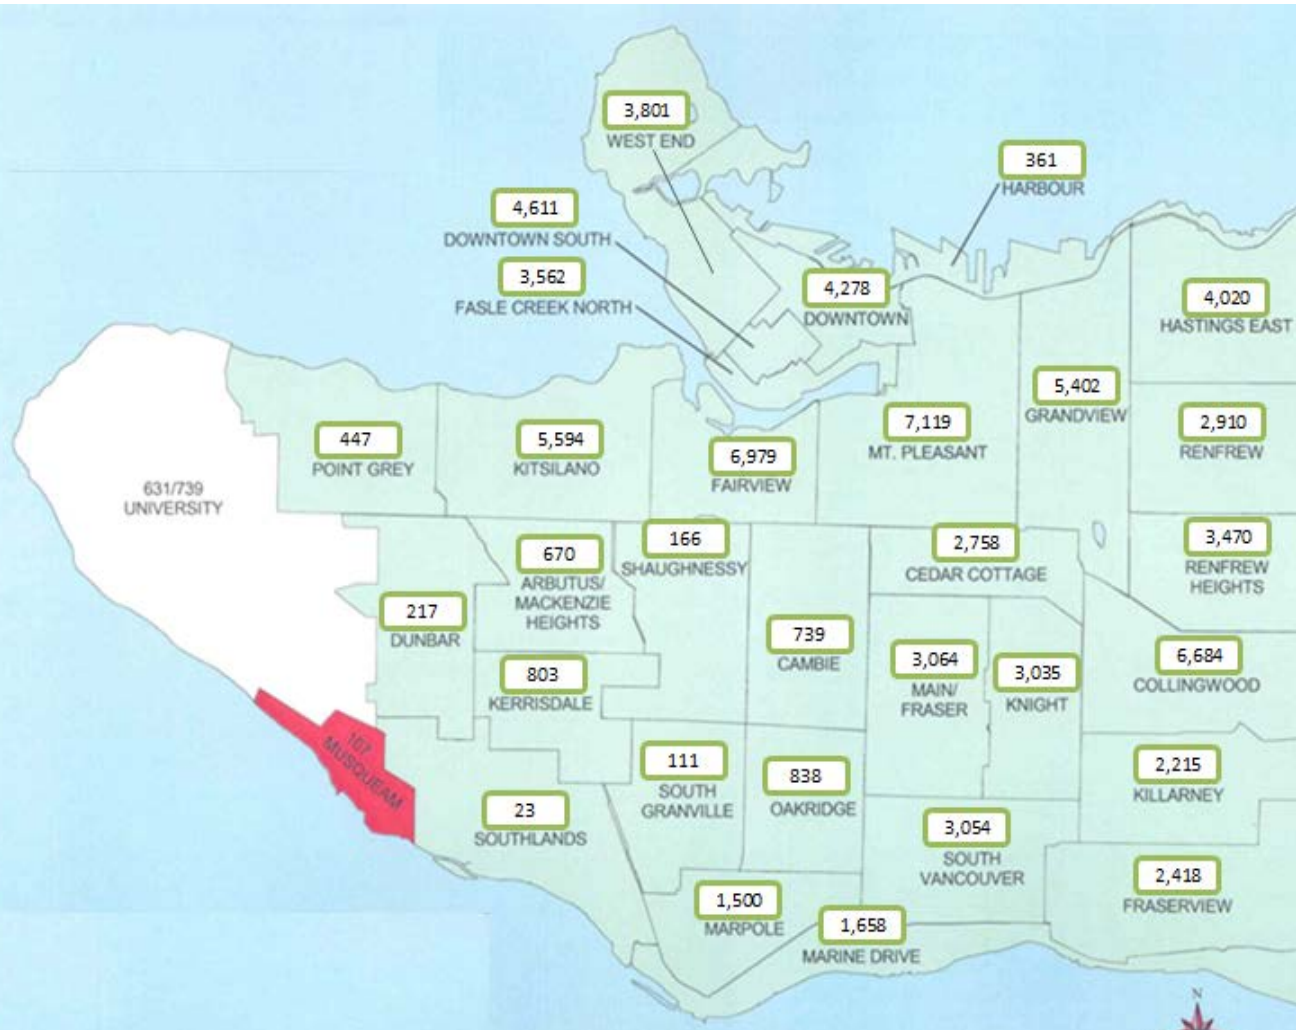 3,801
WEST END
361
HARBOUR
4,611
DOWNTOWN SOUTH
3,562
FASLE CREEK NORTH
4,278
DOWNTOWN
4,020
HASTINGS EAST
5,402
GRANDVIEW
447
POINT GREY
5,594
KITSILANO
6,979
FAIRVIEW
7,119
MT. PLEASANT
2,910
RENFREW
631/739
UNIVERSITY
670
ARBUTUS/
MACKENZIE
HEIGHTS
166
SHAUGHNESSY
2,758
CEDAR COTTAGE
3,470
RENFREW
HEIGHTS
217
DUNBAR
739
CAMBIE
3,064
MAIN/
FRASER
3,035
KNIGHT
6,684
COLLINGWOOD
803
KERRISDALE
167
MUSQUEAM
111
SOUTH
GRANVILLE
838
OAKRIDGE
2,215
KILLARNEY
23
SOUTHLANDS
3,054
SOUTH
VANCOUVER
2,418
FRASERVIEW
1,500
MARPOLE
1,658
MARINE DRIVE
N